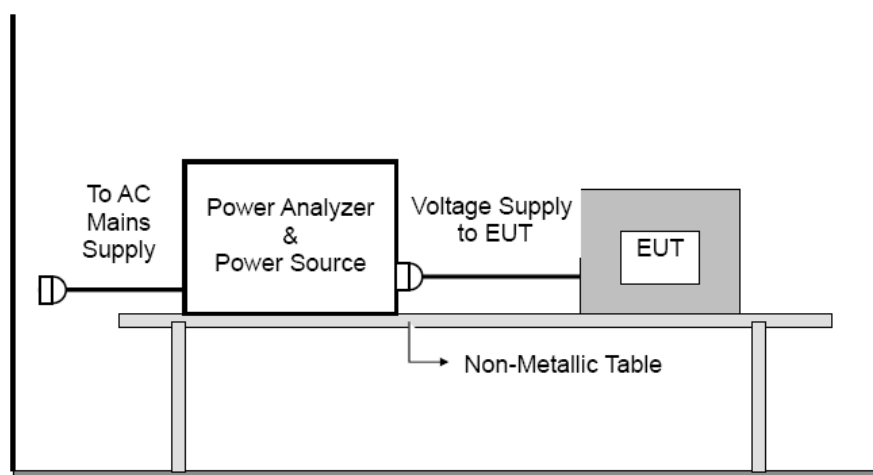 To AC
Mains
Supply
Power Analyzer
&
Power Source
Voltage Supply
to EUT
EUT
Non-Metallic Table